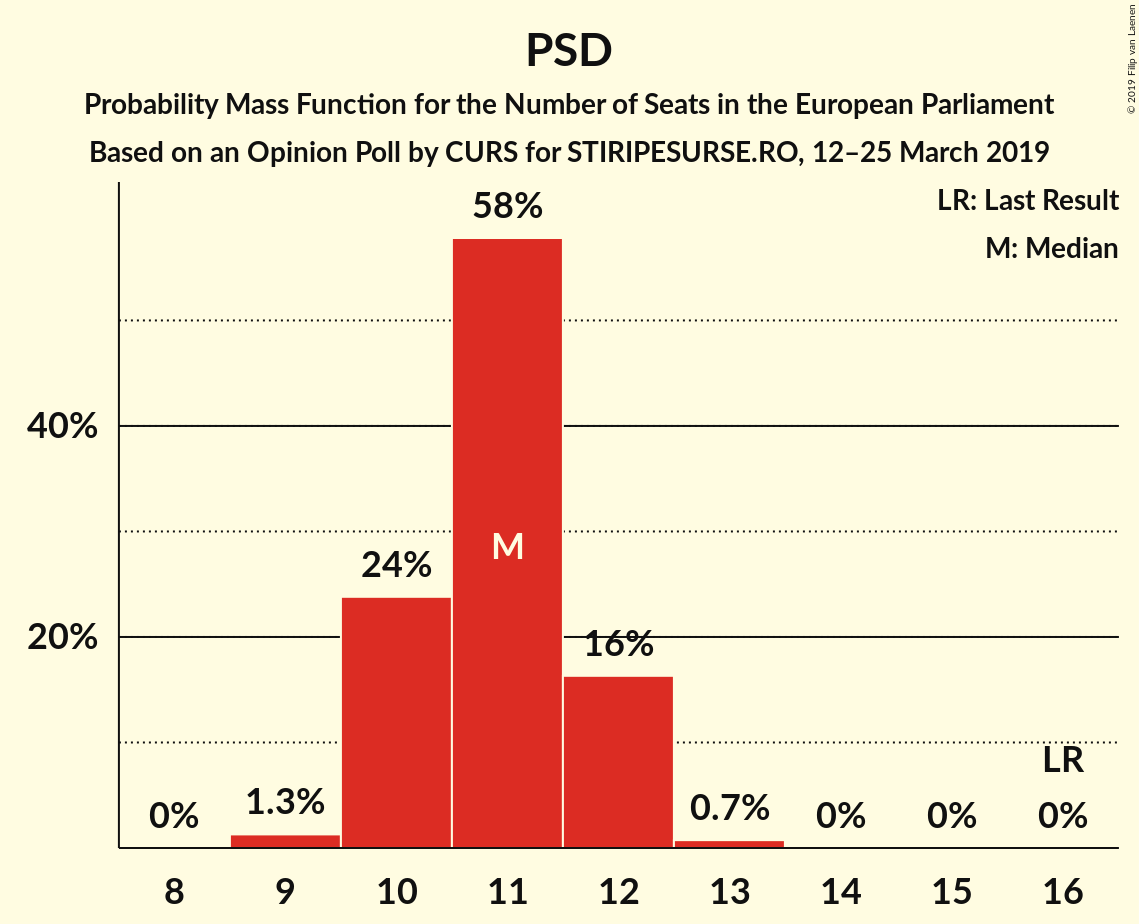 PSD
Probability Mass Function for the Number of Seats in the European Parliament
Based on an Opinion Poll by CURS for STIRIPESURSE.RO, 12–25 March 2019
© 2019 Filip van Laenen
LR: Last Result
M: Median
58%
40%
M
24%
20%
16%
LR
0%
1.3%
0.7%
0%
0%
0%
8 9 10 11 12 13 14 15 16